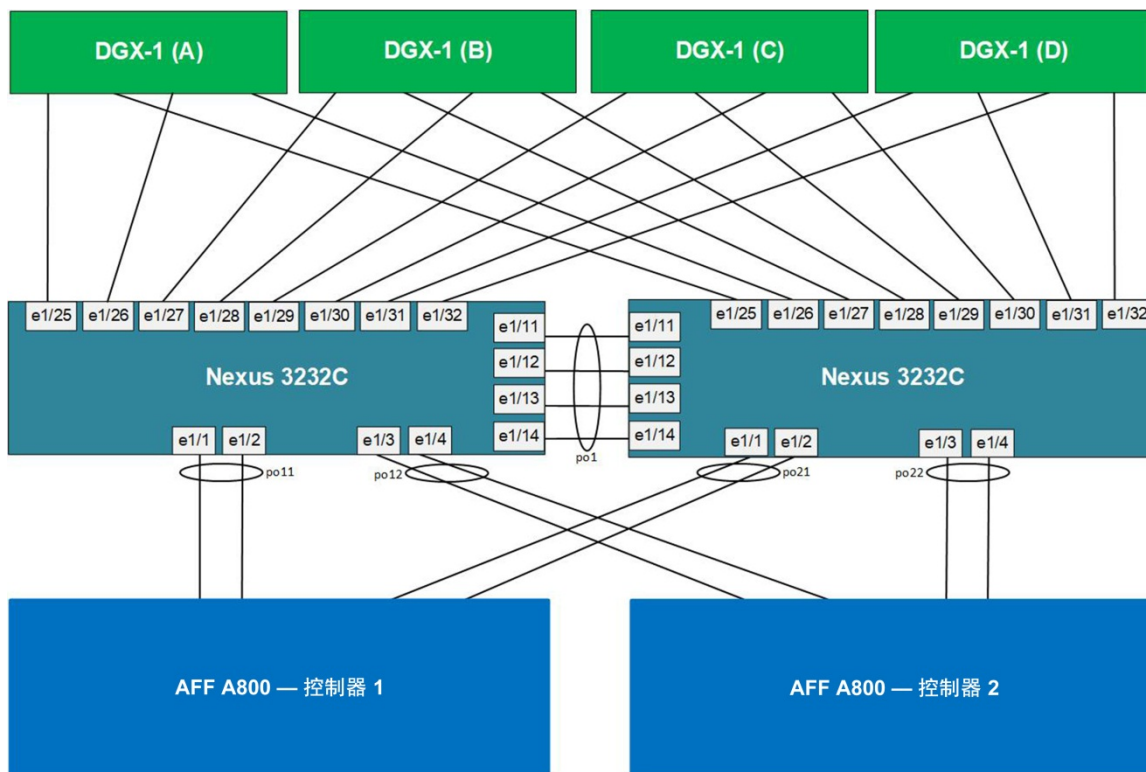 DGX-1 (A)
DGX-1 (B)
DGX-1 (C)
DGX-1 (D)
e1/25
e1/26
e1/27
e1/28
e1/29
e1/30
e1/31
e1/32
e1/11
e1/12
e1/13
e1/14
Nexus 3232C
e1/1
e1/2
e1/3
e1/4
po11
po12
po1
e1/25
e1/26
e1/27
e1/28
e1/29
e1/30
e1/31
e1/32
e1/11
e1/12
e1/13
e1/14
Nexus 3232C
e1/1
e1/2
e1/3
e1/4
po21
po22
AFF A800 — 控制器 1
AFF A800 — 控制器 2